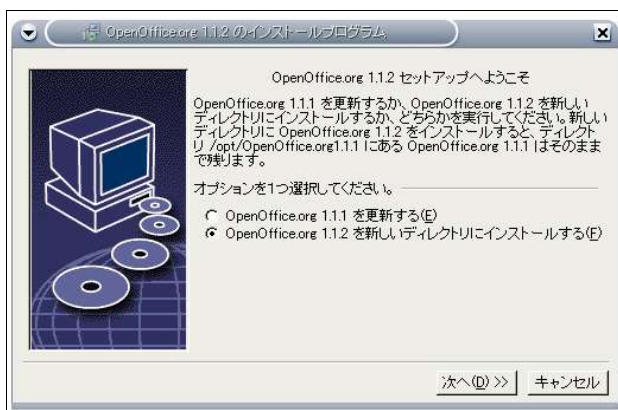 OpenOffice.org 1.1.2 のインストールプログラム
OpenOffice.org 1.1.2 セットアップへようこそ
OpenOffice.org 1.1.1 を更新するか、OpenOffice.org 1.1.2 を新しい
ディレクトリにインストールするか、どちらかを実行してください。新しい
ディレクトリに OpenOffice.org 1.1.2 をインストールすると、ディレクト
リ /opt/OpenOffice.org1.1.1 にある OpenOffice.org 1.1.1 はそのまま
で残ります。
オプションを1つ選択してください。
OpenOffice.org 1.1.1 を更新する(E)
OpenOffice.org 1.1.2 を新しいディレクトリにインストールする(F)
次へ(D) >>
キャンセル